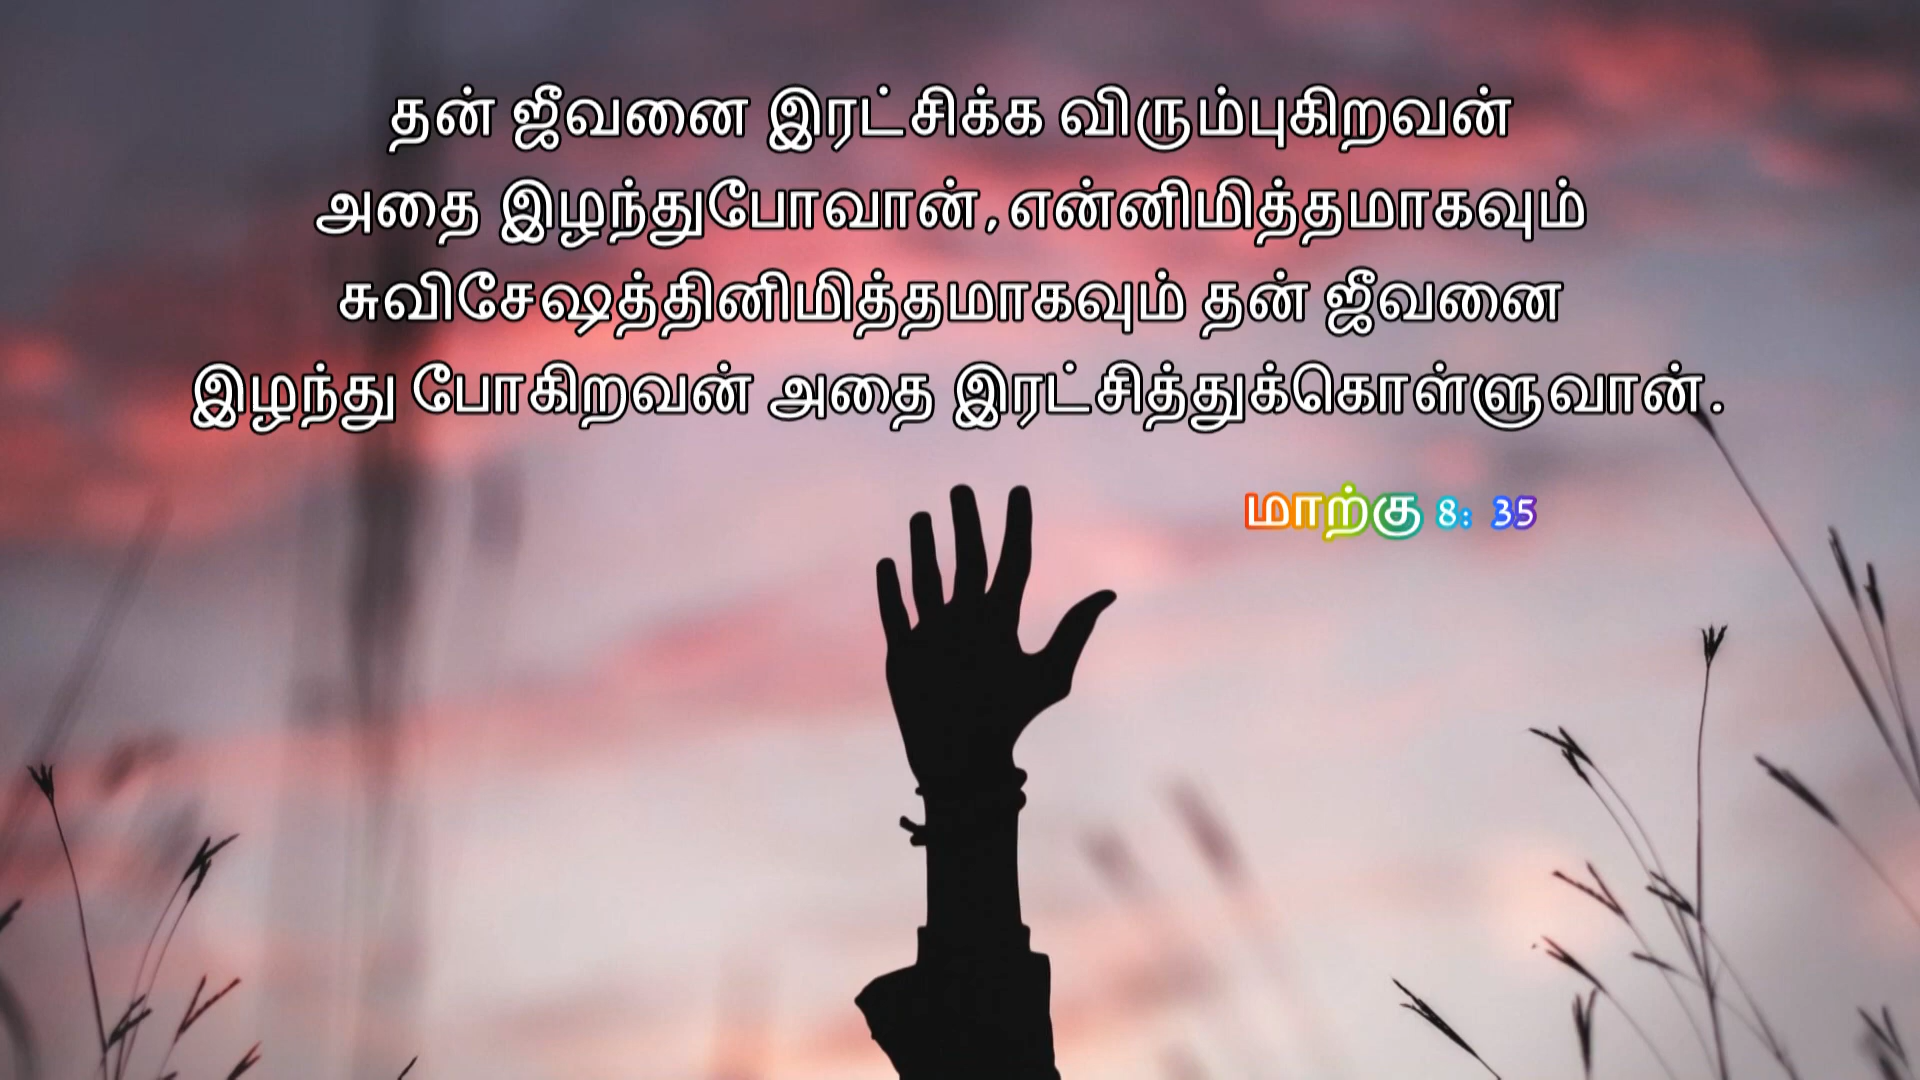 தன் ஜீவனை இரட்சிக்க விரும்புகிறவன்
அதை இழந்துபோவான்,என்னிமித்தமாகவும்
சுவிசேஷத்தினிமித்தமாகவும் தன் ஜீவனை
இழந்து போகிறவன் அதை இரட்சித்துக்கொள்ளுவான்.
மாற்கு 8: 35